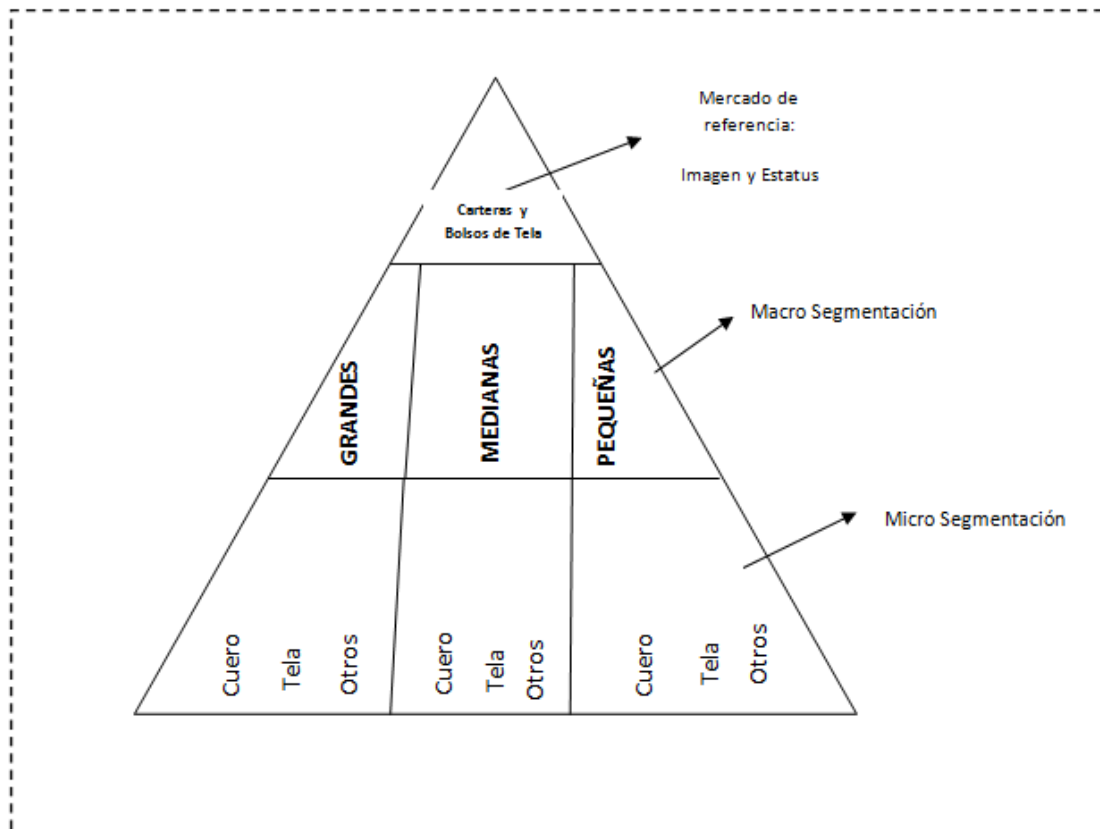 Mercado de
referencia:
Imagen y Estatus
Carteras y
Bolsos de Tela
Macro Segmentación
GRANDES
MEDIANAS
PEQUEÑAS
Micro Segmentación
Cuero
Tela
Otros
Cuero
Tela
Otros
Cuero
Tela
Otros